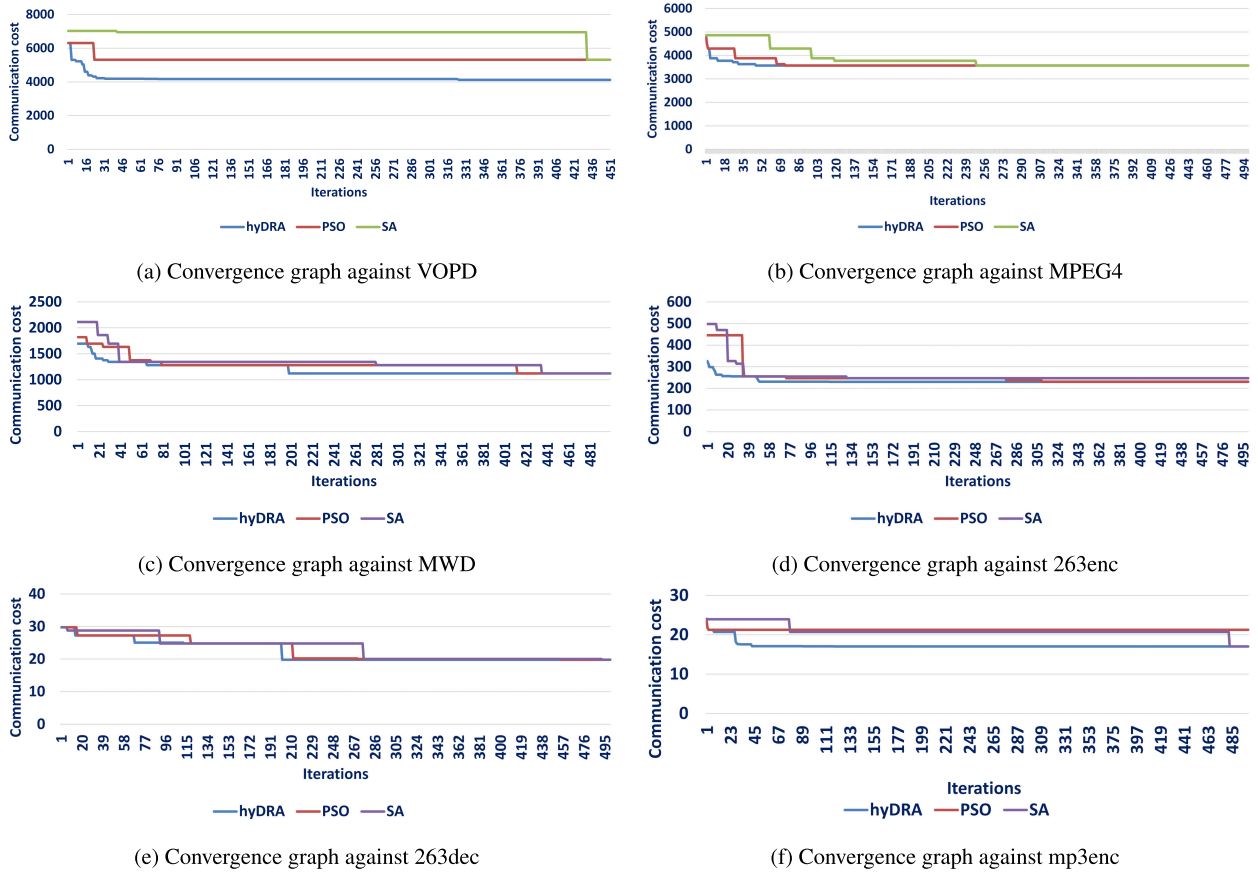 Communication cost
8000
6000
4000
2000
0
1 16 31 46 61 76 91 106 121 136 151 166 181 196 211 226 241 256 271 286 301 316 331 346 361 376 391 406 421 436 451
Iterations
hyDRA PSO SA
(a) Convergence graph against VOPD
Communication cost
6000
5000
4000
3000
2000
1000
0
1 18 35 52 69 86 103 120 137 154 171 188 205 222 239 256 273 290 307 324 341 358 375 392 409 426 443 460 477 494
Iterations
hyDRA PSO SA
(b) Convergence graph against MPEG4
Communication cost
2500
2000
1500
1000
500
0
1 21 41 61 81 101 121 141 161 181 201 221 241 261 281 301 321 341 361 381 401 421 441 461 481
Iterations
hyDRA PSO SA
(c) Convergence graph against MWD
Communication cost
600
500
400
300
200
100
0
1 20 39 58 77 96 115 134 153 172 191 210 229 248 267 286 305 324 343 362 381 400 419 438 457 476 495
Iterations
hyDRA PSO SA
(d) Convergence graph against 263enc
Communication cost
40
30
20
10
0
1 20 39 58 77 96 115 134 153 172 191 210 229 248 267 286 305 324 343 362 381 400 419 438 457 476 495
Iterations
hyDRA PSO SA
(e) Convergence graph against 263dec
Communication cost
30
20
10
0
1 23 45 67 89 111 133 155 177 199 221 243 265 287 309 331 353 375 397 419 441 463 485
Iterations
hyDRA PSO SA
(f) Convergence graph against mp3enc